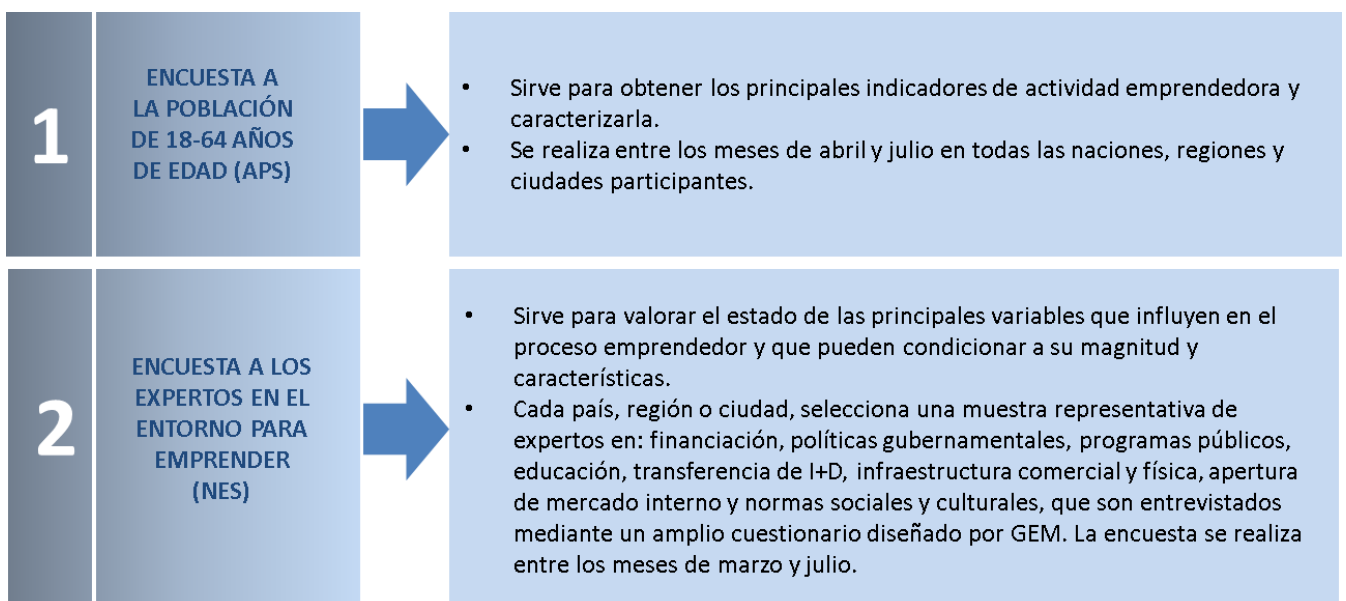 1
ENCUESTA A
LA POBLACIÓN
DE 18-64 AÑOS
DE EDAD (APS)
• Sirve para obtener los principales indicadores de actividad emprendedora y
caracterizarla.
• Se realiza entre los meses de abril y julio en todas las naciones, regiones y
ciudades participantes.
2
ENCUESTA A LOS
EXPERTOS EN EL
ENTORNO PARA
EMPRENDER
(NES)
• Sirve para valorar el estado de las principales variables que influyen en el
proceso emprendedor y que pueden condicionar a su magnitud y
características.
• Cada país, región o ciudad, selecciona una muestra representativa de
expertos en: financiación, políticas gubernamentales, programas públicos,
educación, transferencia de I+D, infraestructura comercial y física, apertura
de mercado interno y normas sociales y culturales, que son entrevistados
mediante un amplio cuestionario diseñado por GEM. La encuesta se realiza
entre los meses de marzo y julio.